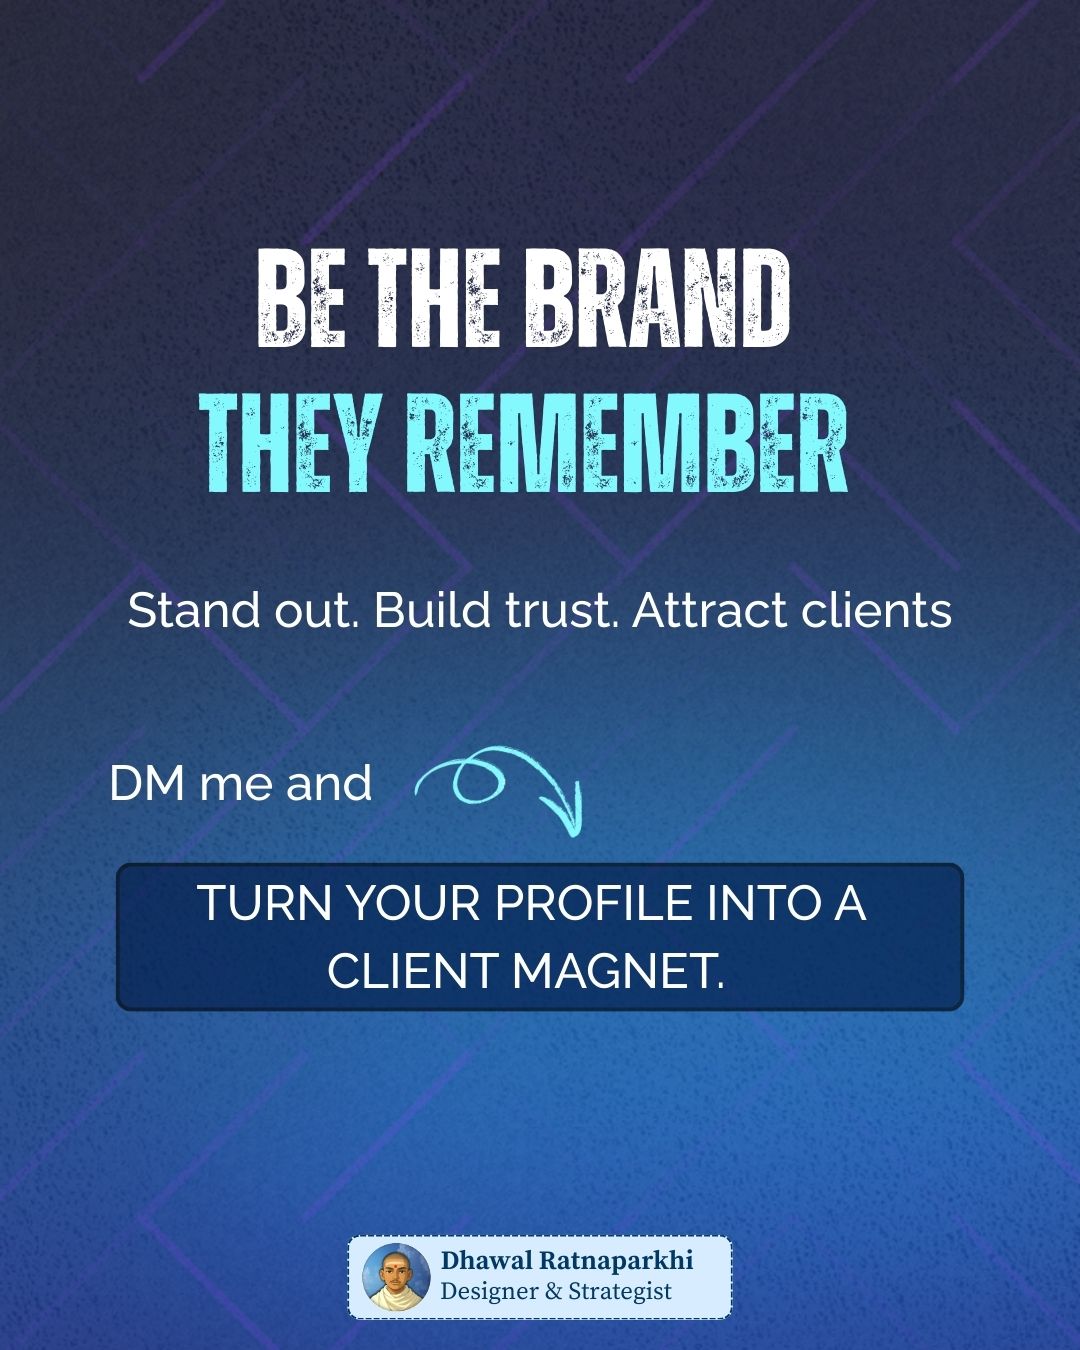 BE THE BRAND
THEY REMEMBER
Stand out. Build trust. Attract clients
DM me and
TURN YOUR PROFILE INTO A
CLIENT MAGNET.
Dhawal Ratnaparkhi
Designer & Strategist